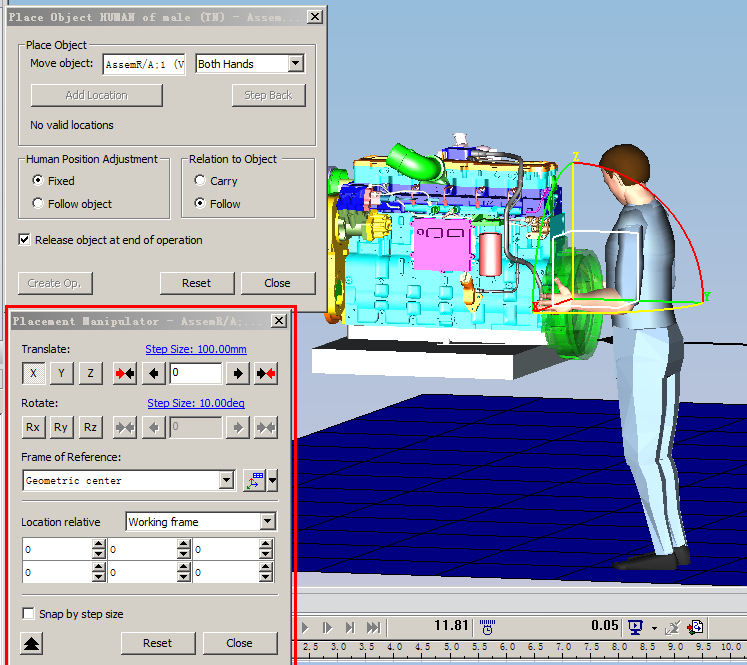 Place Object HUMAN of male (TN) - Assem...
Place Object
Move object: AssemR/A;1 (V Both Hands
Add Location Step Back
No valid locations
Human Position Adjustment Relation to Object
Fixed Carry
Follow object Follow
Release object at end of operation
Create Op. Reset Close
Placement Manipulator - AssemR/A;...
Translate: Step Size: 100.00mm
X Y Z 0
Rotate: Step Size: 10.00deg
Rx Ry Rz 0
Frame of Reference:
Geometric center
Location relative Working frame
0 0 0
0 0 0
Snap by step size
Reset Close
Z
X Y
11.81 0.05
2.5 3.0 3.5 4.0 4.5 5.0 5.5 6.0 6.5 7.0 7.5 8.0 8.5 9.0 9.5 10.0